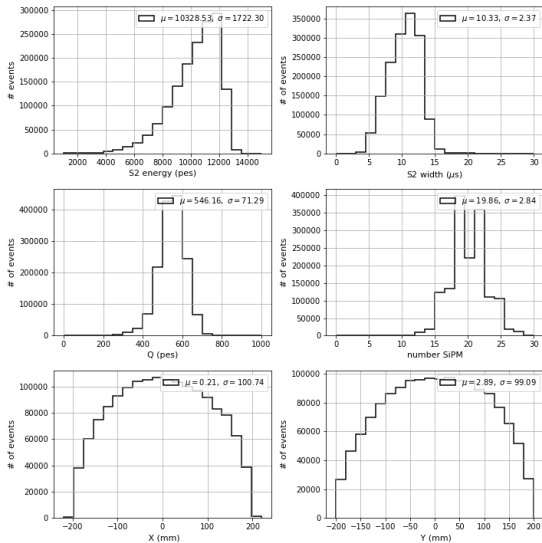 μ = 10328.53, σ = 1722.30
300000
250000
200000
150000
100000
50000
0
# events
2000 4000 6000 8000 10000 12000 14000
S2 energy (pes)
μ = 10.33, σ = 2.37
350000
300000
250000
200000
150000
100000
50000
0
# of events
0 5 10 15 20 25 30
S2 width (μs)
μ = 546.16, σ = 71.29
400000
300000
200000
100000
0
# of events
0 200 400 600 800 1000
Q (pes)
μ = 19.86, σ = 2.84
400000
350000
300000
250000
200000
150000
100000
50000
0
# of events
0 5 10 15 20 25 30
number SiPM
μ = 0.21, σ = 100.74
100000
80000
60000
40000
20000
0
# of events
−200 −100 0 100 200
X (mm)
μ = 2.89, σ = 99.09
100000
80000
60000
40000
20000
0
# of events
−200 −150 −100 −50 0 50 100 150 200
Y (mm)